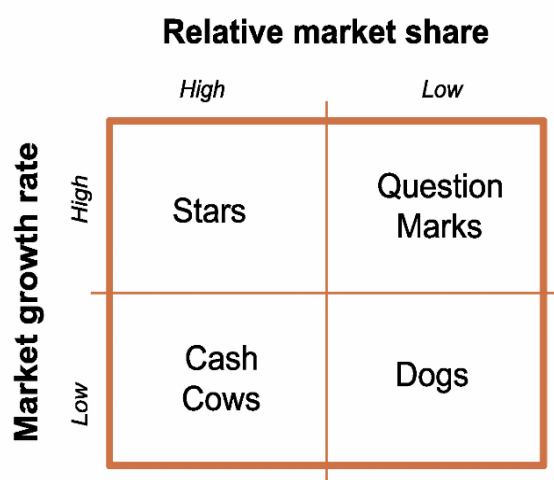 Relative market share
High
Low
Market growth rate
High
Stars
Question
Marks
Low
Cash
Cows
Dogs